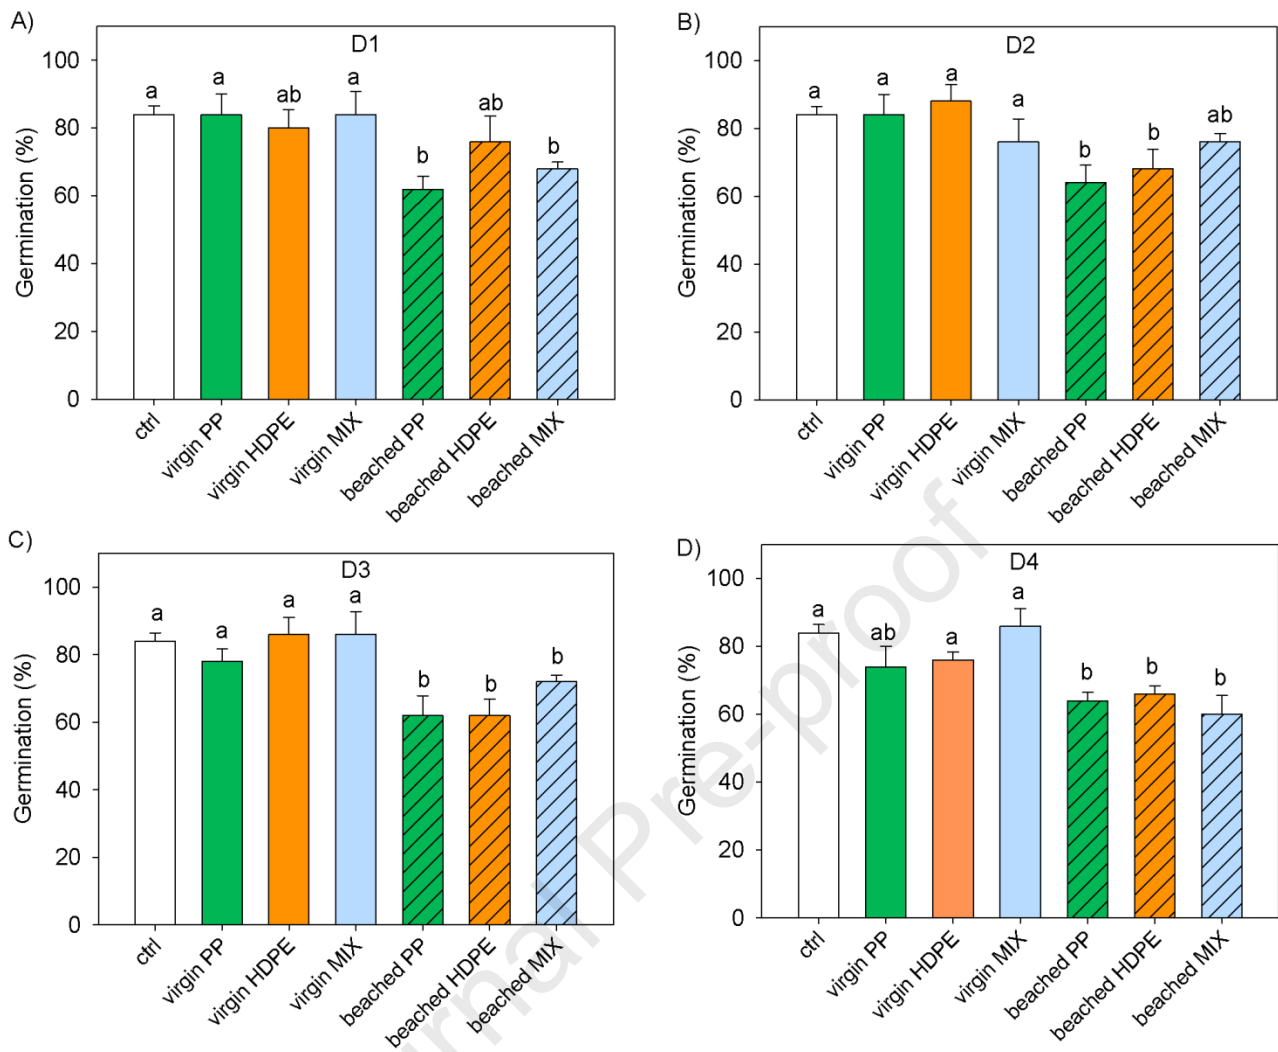 A)
D1
Germination (%)
100
80
60
40
20
0
a
a
ab
a
b
ab
b
ctrl
virgin PP
virgin HDPE
virgin MIX
beached PP
beached HDPE
beached MIX
B)
D2
Germination (%)
100
80
60
40
20
0
a
a
a
a
b
b
ab
ctrl
virgin PP
virgin HDPE
virgin MIX
beached PP
beached HDPE
beached MIX
C)
D3
Germination (%)
100
80
60
40
20
0
a
a
a
a
b
b
b
ctrl
virgin PP
virgin HDPE
virgin MIX
beached PP
beached HDPE
beached MIX
D)
D4
Germination (%)
100
80
60
40
20
0
a
ab
a
a
b
b
b
ctrl
virgin PP
virgin HDPE
virgin MIX
beached PP
beached HDPE
beached MIX
rnal Pre-proof